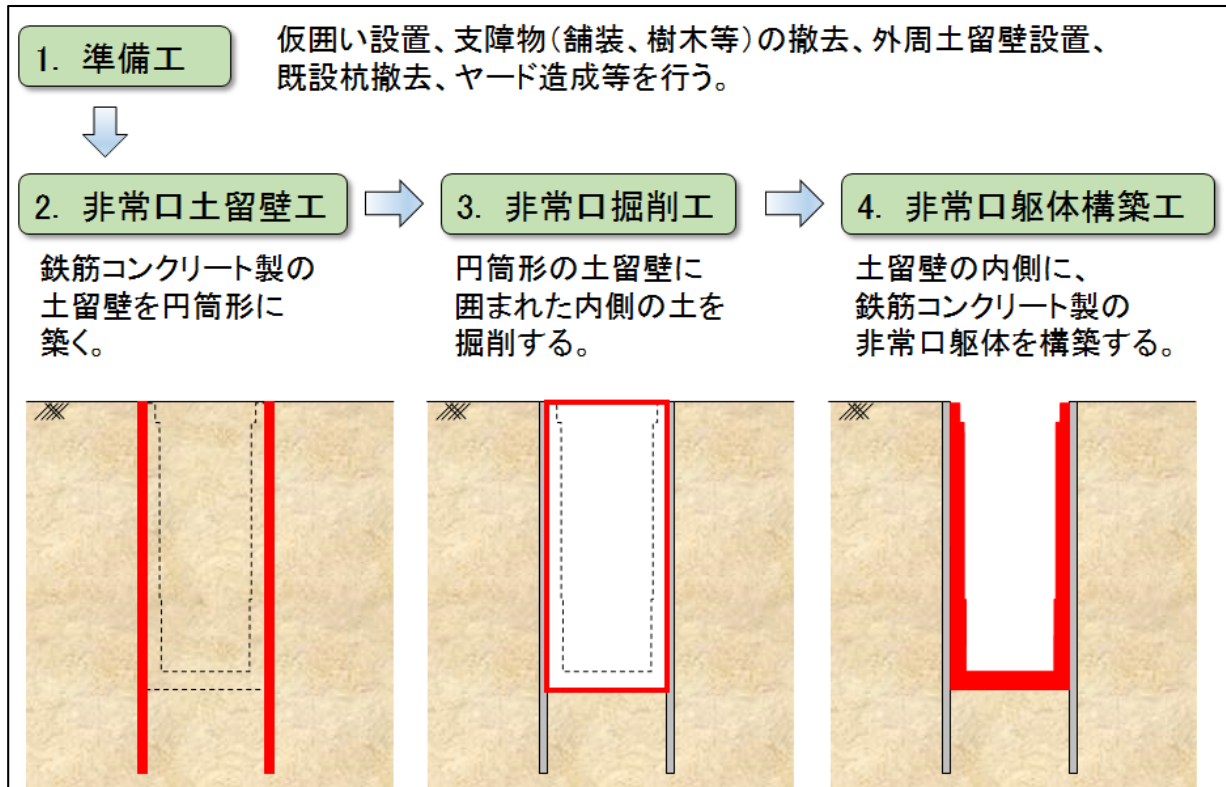 1. 準備工
仮囲い設置、支障物(舗装、樹木等)の撤去、外周土留壁設置、
既設杭撤去、ヤード造成等を行う。
2. 非常口土留壁工
3. 非常口掘削工
4. 非常口躯体構築工
鉄筋コンクリート製の
土留壁を円筒形に
築く。
円筒形の土留壁に
囲まれた内側の土を
掘削する。
土留壁の内側に、
鉄筋コンクリート製の
非常口躯体を構築する。